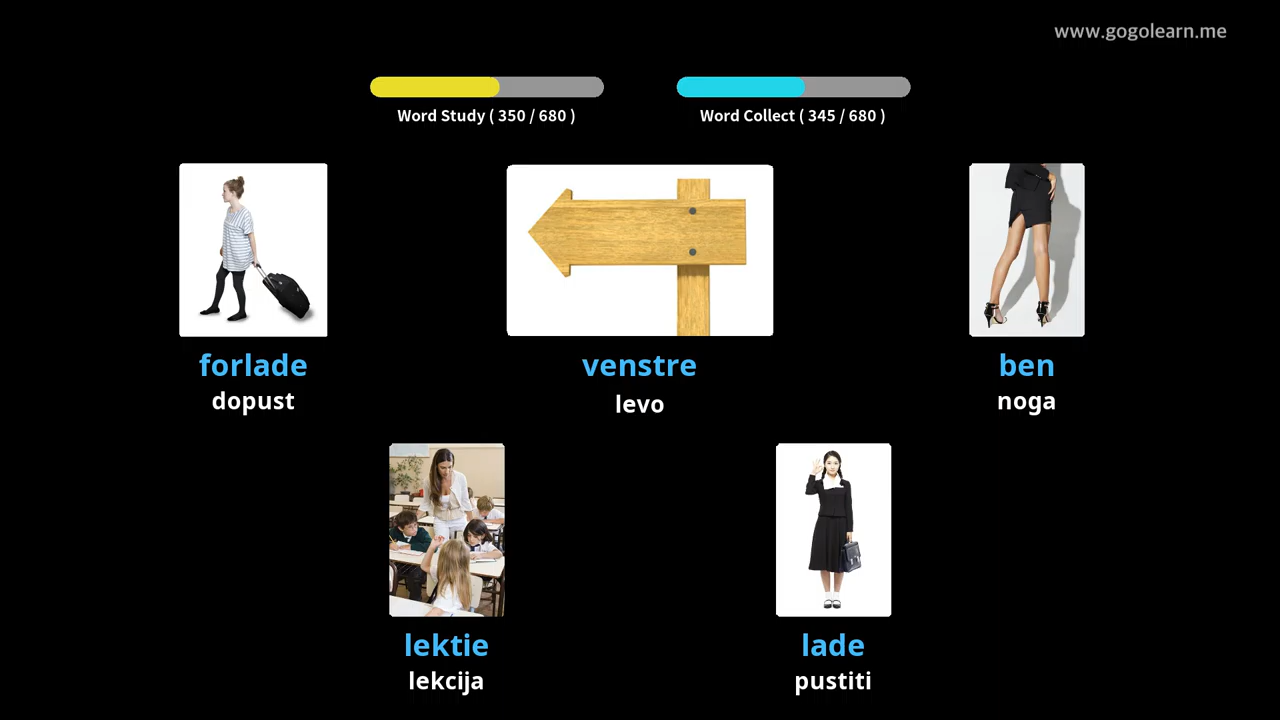 www.gogolearn.me
Word Study ( 350 / 680 )
Word Collect ( 345 / 680 )
forlade
dopust
venstre
levo
ben
noga
lektie
lekcija
lade
pustiti